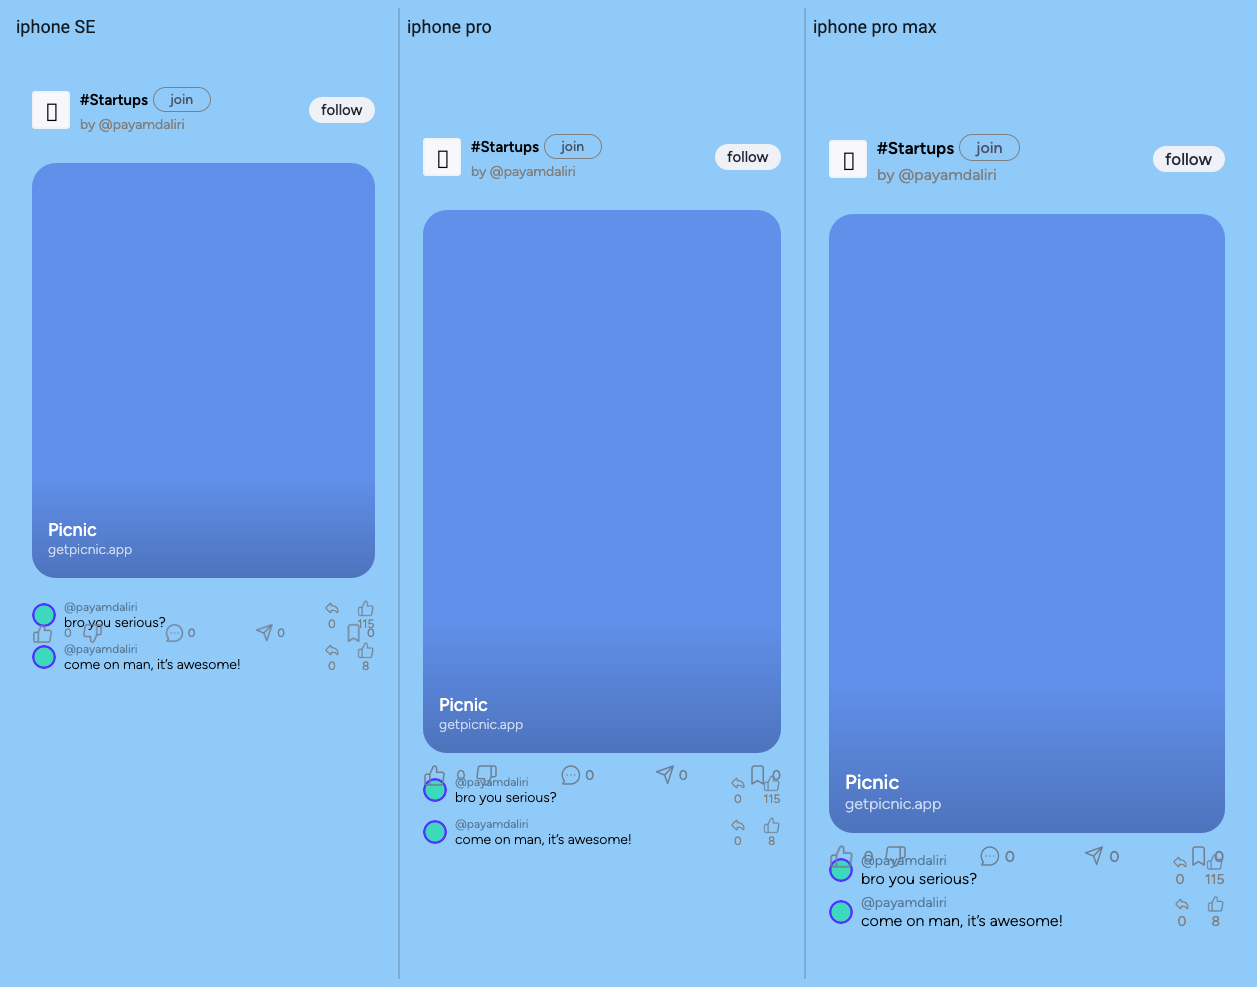 iphone SE
#Startups join
by @payamdaliri
follow
Picnic
getpicnic.app
@payamdaliri
bro you serious?
0 115
0 0 0 0
@payamdaliri
come on man, it's awesome!
0 8
iphone pro
#Startups join
by @payamdaliri
follow
Picnic
getpicnic.app
0 0 0 0
@payamdaliri
bro you serious?
0 115
@payamdaliri
come on man, it's awesome!
0 8
iphone pro max
#Startups join
by @payamdaliri
follow
Picnic
getpicnic.app
0 0 0 0
@payamdaliri
bro you serious?
0 115
@payamdaliri
come on man, it's awesome!
0 8